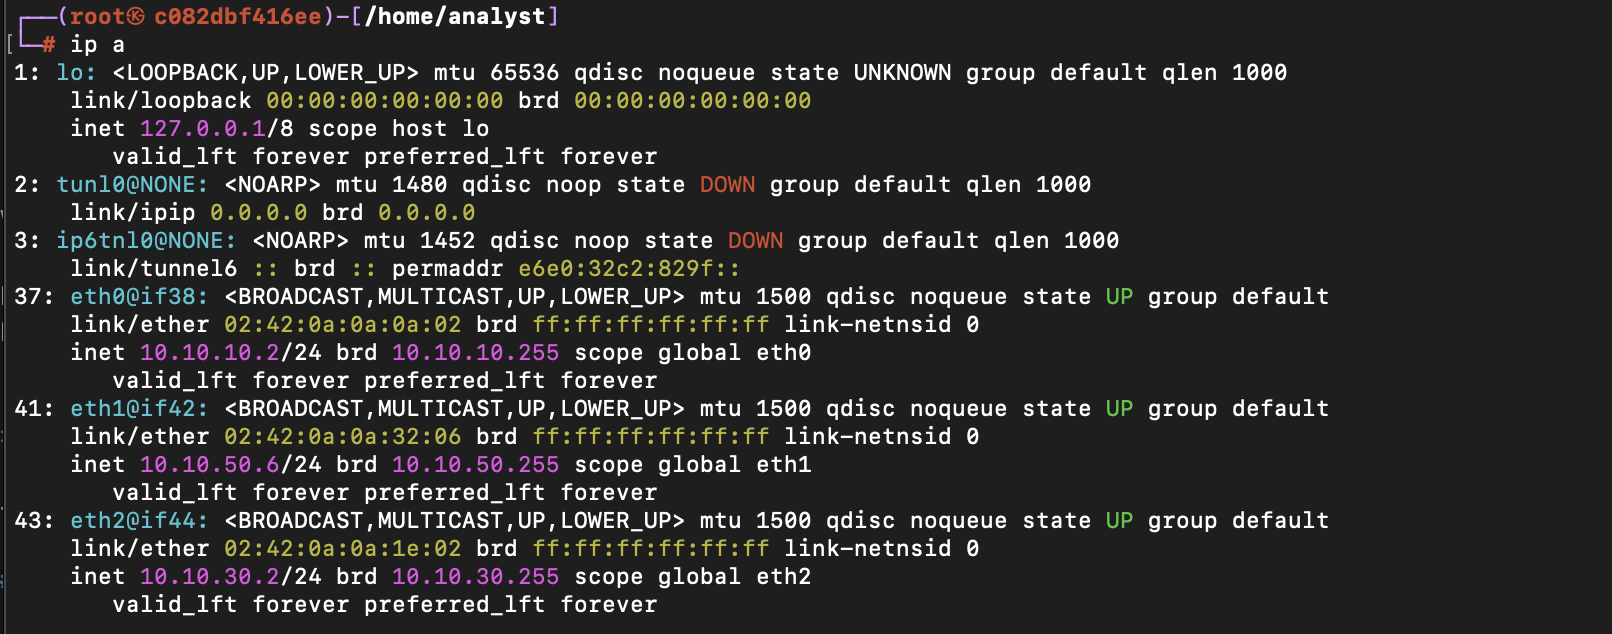 ┌──(root㉿c082dbf416ee)-[/home/analyst]
└─# ip a
1: lo: <LOOPBACK,UP,LOWER_UP> mtu 65536 qdisc noqueue state UNKNOWN group default qlen 1000
    link/loopback 00:00:00:00:00:00 brd 00:00:00:00:00:00
    inet 127.0.0.1/8 scope host lo
       valid_lft forever preferred_lft forever
2: tunl0@NONE: <NOARP> mtu 1480 qdisc noop state DOWN group default qlen 1000
    link/ipip 0.0.0.0 brd 0.0.0.0
3: ip6tnl0@NONE: <NOARP> mtu 1452 qdisc noop state DOWN group default qlen 1000
    link/tunnel6 :: brd :: permaddr e6e0:32c2:829f::
37: eth0@if38: <BROADCAST,MULTICAST,UP,LOWER_UP> mtu 1500 qdisc noqueue state UP group default
    link/ether 02:42:0a:0a:0a:02 brd ff:ff:ff:ff:ff:ff link-netnsid 0
    inet 10.10.10.2/24 brd 10.10.10.255 scope global eth0
       valid_lft forever preferred_lft forever
41: eth1@if42: <BROADCAST,MULTICAST,UP,LOWER_UP> mtu 1500 qdisc noqueue state UP group default
    link/ether 02:42:0a:0a:32:06 brd ff:ff:ff:ff:ff:ff link-netnsid 0
    inet 10.10.50.6/24 brd 10.10.50.255 scope global eth1
       valid_lft forever preferred_lft forever
43: eth2@if44: <BROADCAST,MULTICAST,UP,LOWER_UP> mtu 1500 qdisc noqueue state UP group default
    link/ether 02:42:0a:0a:1e:02 brd ff:ff:ff:ff:ff:ff link-netnsid 0
    inet 10.10.30.2/24 brd 10.10.30.255 scope global eth2
       valid_lft forever preferred_lft forever